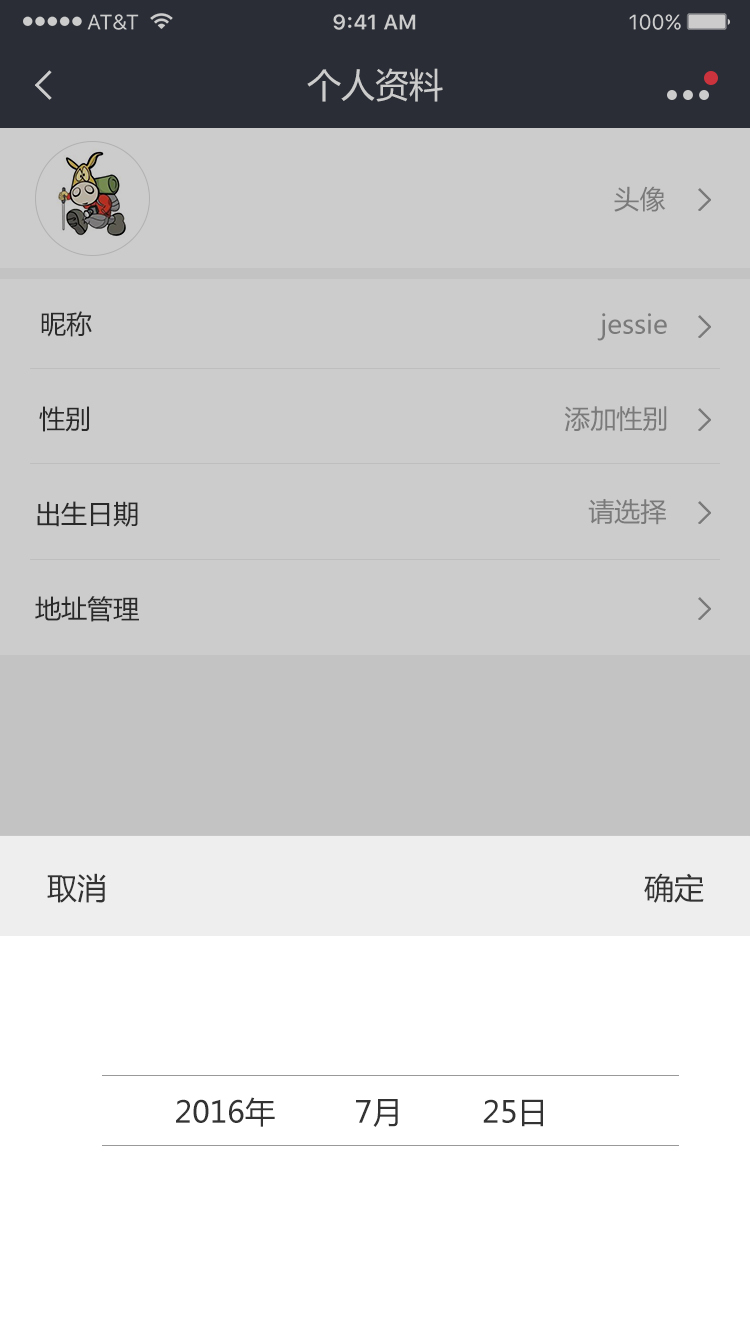 AT&T 9:41 AM 100%
个人资料
头像
昵称 jessie
性别 添加性别
出生日期 请选择
地址管理
取消 确定
2016年 7月 25日